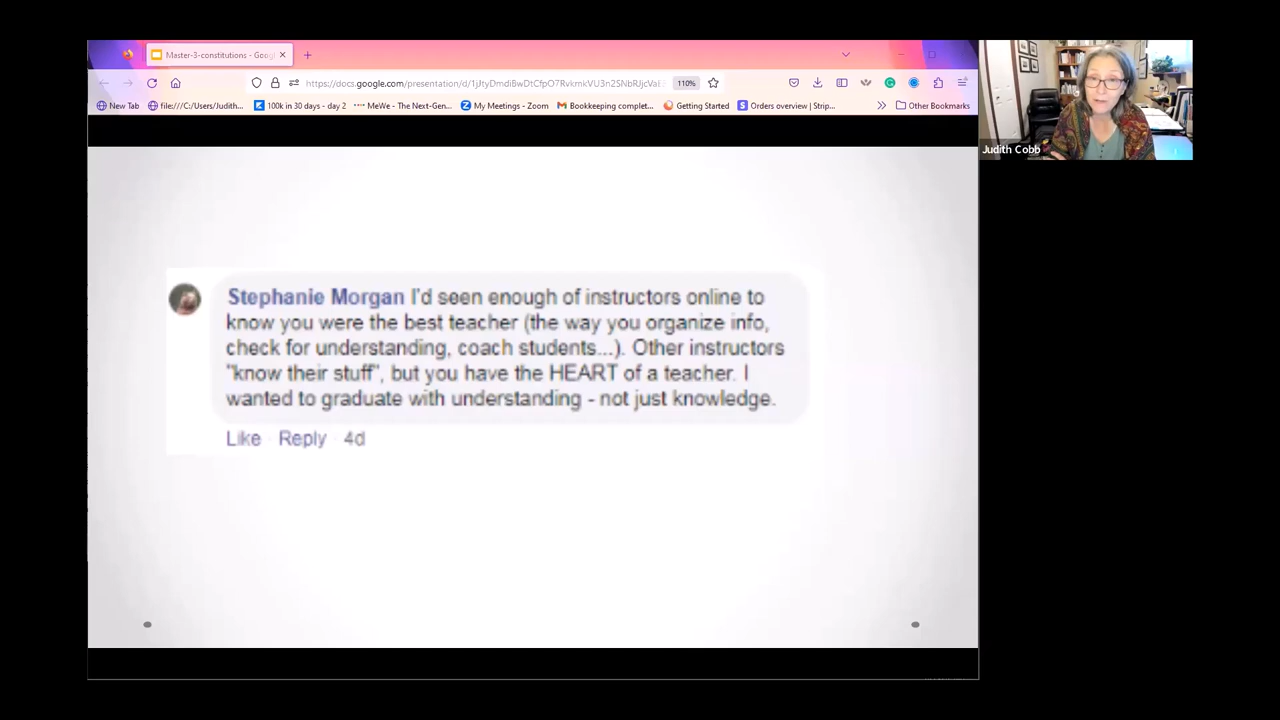 Master-3-constitutions - Goog
110%
New Tab
file:///C:/Users/Judith...
100k in 30 days - day 2
MeWe - The Next-Gen...
My Meetings - Zoom
Bookkeeping complet...
Getting Started
Orders overview | Strip...
Other Bookmarks
Judith Cobb
Stephanie Morgan I'd seen enough of instructors online to
know you were the best teacher (the way you organize info,
check for understanding, coach students...). Other instructors
"know their stuff", but you have the HEART of a teacher. I
wanted to graduate with understanding - not just knowledge.
Like · Reply · 4d